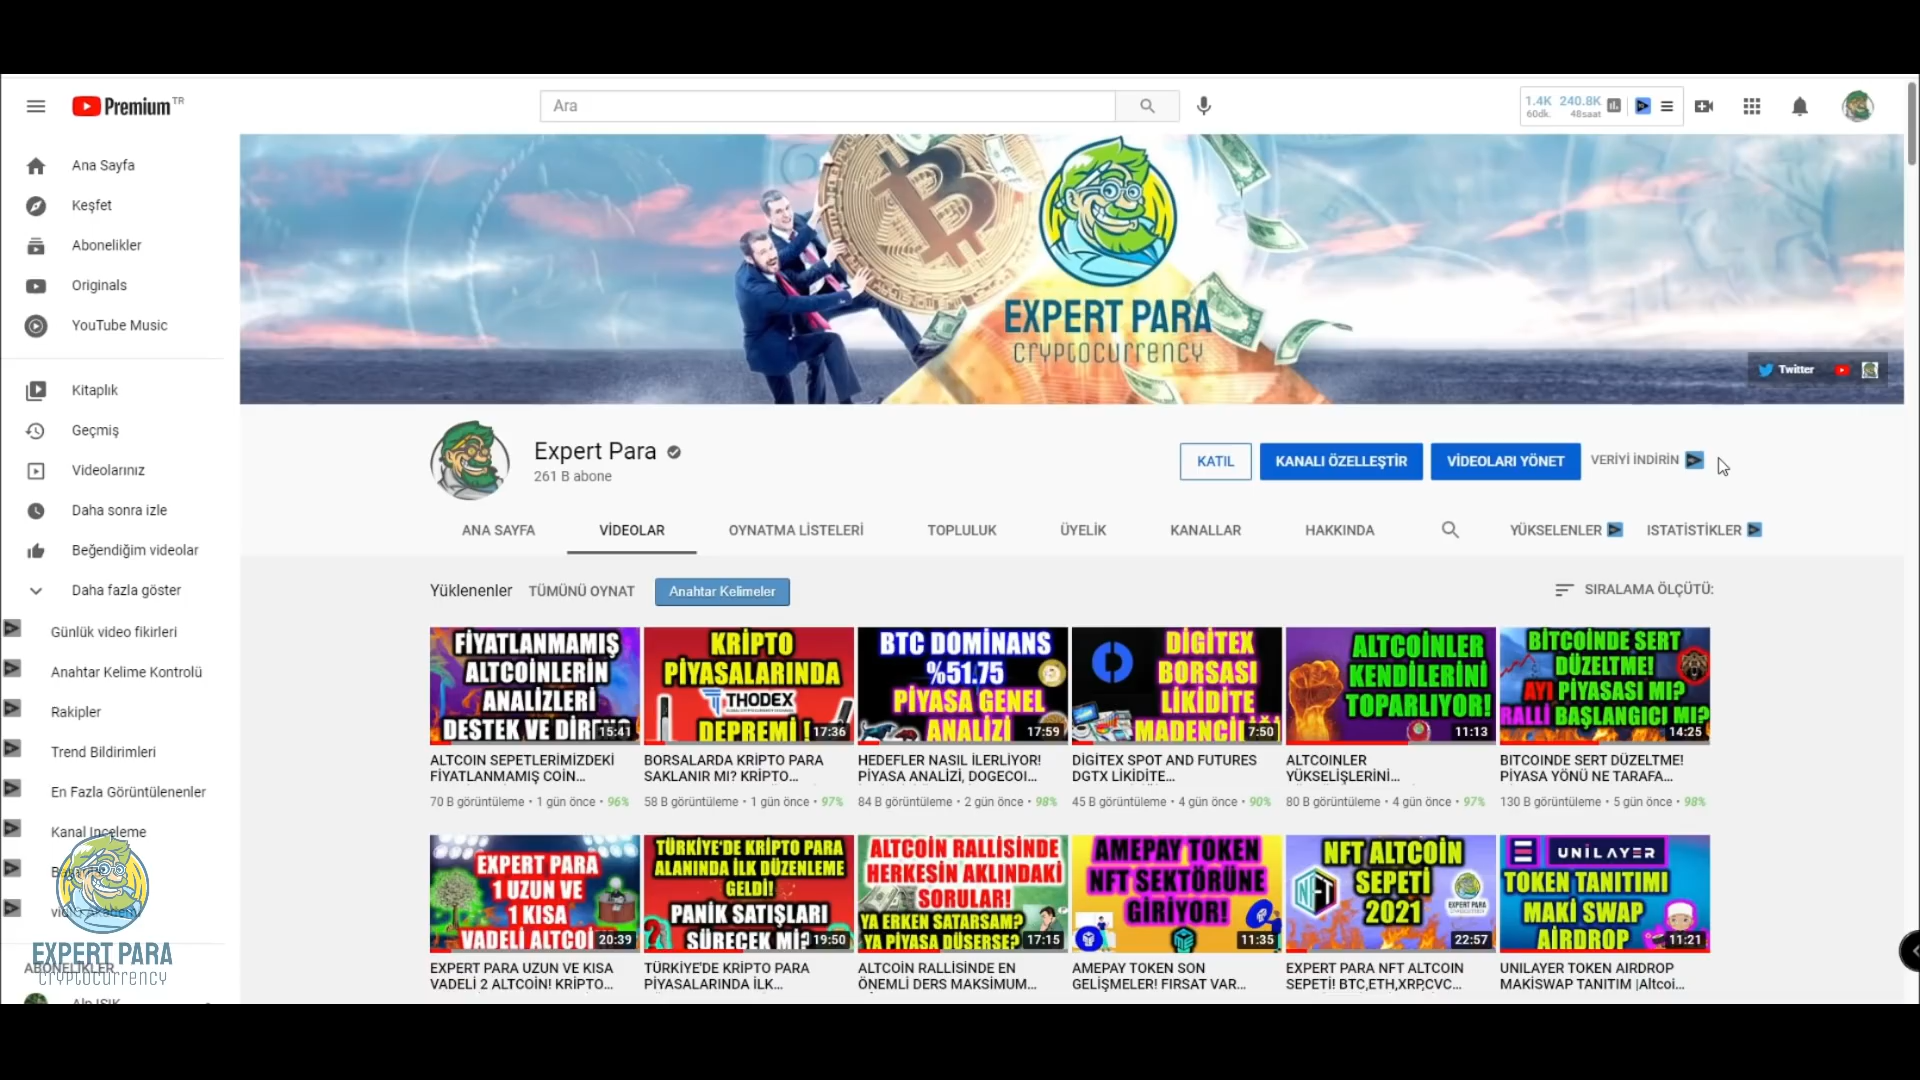 Premium TR
Ara
1.4K 240.8K
60dk. 48saat
Ana Sayfa
Keşfet
Abonelikler
Originals
YouTube Music
Kitaplık
Geçmiş
Videolarınız
Daha sonra izle
Beğendiğim videolar
Daha fazla göster
Günlük video fikirleri
Anahtar Kelime Kontrolü
Rakipler
Trend Bildirimleri
En Fazla Görüntülenenler
Kanal İnceleme
EXPERT PARA
cryptocurrency
ABONELİKLER
Alp IŞIK
EXPERT PARA
cryptocurrency
Twitter
Expert Para
261 B abone
KATIL
KANALI ÖZELLEŞTİR
VİDEOLARI YÖNET
VERİYİ İNDİRİN
ANA SAYFA
VİDEOLAR
OYNATMA LİSTELERİ
TOPLULUK
ÜYELİK
KANALLAR
HAKKINDA
YÜKSELENLER
ISTATİSTİKLER
Yüklenenler
TÜMÜNÜ OYNAT
Anahtar Kelimeler
SIRALAMA ÖLÇÜTÜ:
FİYATLANMAMIŞ
ALTCOİNLERİN
ANALİZLERİ
DESTEK VE DİRENÇ
15:41
ALTCOIN SEPETLERIMIZDEKI
FİYATLANMAMIŞ COİN...
70 B görüntüleme • 1 gün önce • 96%
KRİPTO
PİYASALARINDA
THODEX
DEPREMİ !
17:36
BORSALARDA KRİPTO PARA
SAKLANIR MI? KRİPTO...
58 B görüntüleme • 1 gün önce • 97%
BTC DOMİNANS
%51.75
PİYASA GENEL
ANALİZİ
17:59
HEDEFLER NASIL İLERLİYOR!
PİYASA ANALİZİ, DOGECOI...
84 B görüntüleme • 2 gün önce • 98%
DİGİTEX
BORSASI
LİKİDİTE
MADENCİLİĞİ
7:50
DİGİTEX SPOT AND FUTURES
DGTX LİKİDİTE...
45 B görüntüleme • 4 gün önce • 90%
ALTCOİNLER
KENDİLERİNİ
TOPARLIYOR!
11:13
ALTCOINLER
YÜKSELİŞLERİNİ...
80 B görüntüleme • 4 gün önce • 97%
BİTCOİNDE SERT
DÜZELTME!
AYI PİYASASI MI?
RALLİ BAŞLANGICI MI?
14:25
BITCOINDE SERT DÜZELTME!
PİYASA YÖNÜ NE TARAFA...
130 B görüntüleme • 5 gün önce • 98%
EXPERT PARA
1 UZUN VE
1 KISA
VADELİ ALTCOİ
20:39
EXPERT PARA UZUN VE KISA
VADELİ 2 ALTCOİN! KRİPTO...
TÜRKİYE'DE KRİPTO PARA
ALANINDA İLK DÜZENLEME
GELDİ!
PANİK SATIŞLARI
SÜRECEK Mİ?
19:50
TÜRKİYE'DE KRİPTO PARA
PİYASALARINDA İLK...
ALTCOİN RALLİSİNDE
HERKESİN AKLINDAKİ
SORULAR!
YA ERKEN SATARSAM?
YA PİYASA DÜŞERSE?
17:15
ALTCOİN RALLİSİNDE EN
ÖNEMLİ DERS MAKSİMUM...
AMEPAY TOKEN
NFT SEKTÖRÜNE
GİRİYOR!
11:35
AMEPAY TOKEN SON
GELİŞMELER! FIRSAT VAR...
NFT ALTCOİN
SEPETİ
2021
NFT
EXPERT PARA
22:57
EXPERT PARA NFT ALTCOIN
SEPETİ! BTC,ETH,XRP,CVC...
UNILAYER
TOKEN TANITIMI
MAKİ SWAP
AİRDROP
11:21
UNILAYER TOKEN AIRDROP
MAKİSWAP TANITIM |Altcoi...